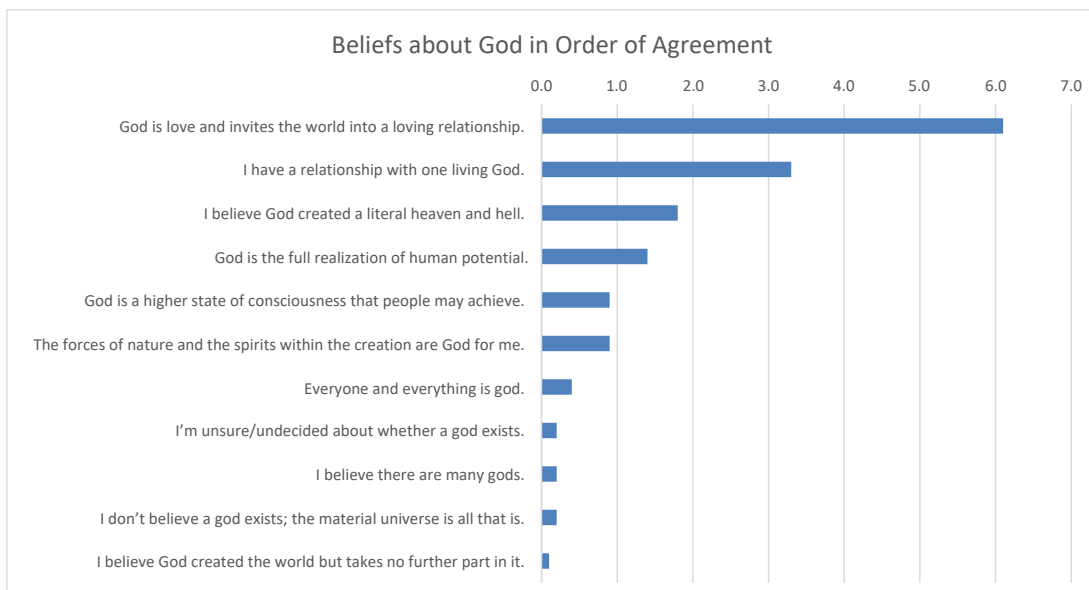 Beliefs about God in Order of Agreement
0.0 1.0 2.0 3.0 4.0 5.0 6.0 7.0
God is love and invites the world into a loving relationship.
I have a relationship with one living God.
I believe God created a literal heaven and hell.
God is the full realization of human potential.
God is a higher state of consciousness that people may achieve.
The forces of nature and the spirits within the creation are God for me.
Everyone and everything is god.
I’m unsure/undecided about whether a god exists.
I believe there are many gods.
I don’t believe a god exists; the material universe is all that is.
I believe God created the world but takes no further part in it.